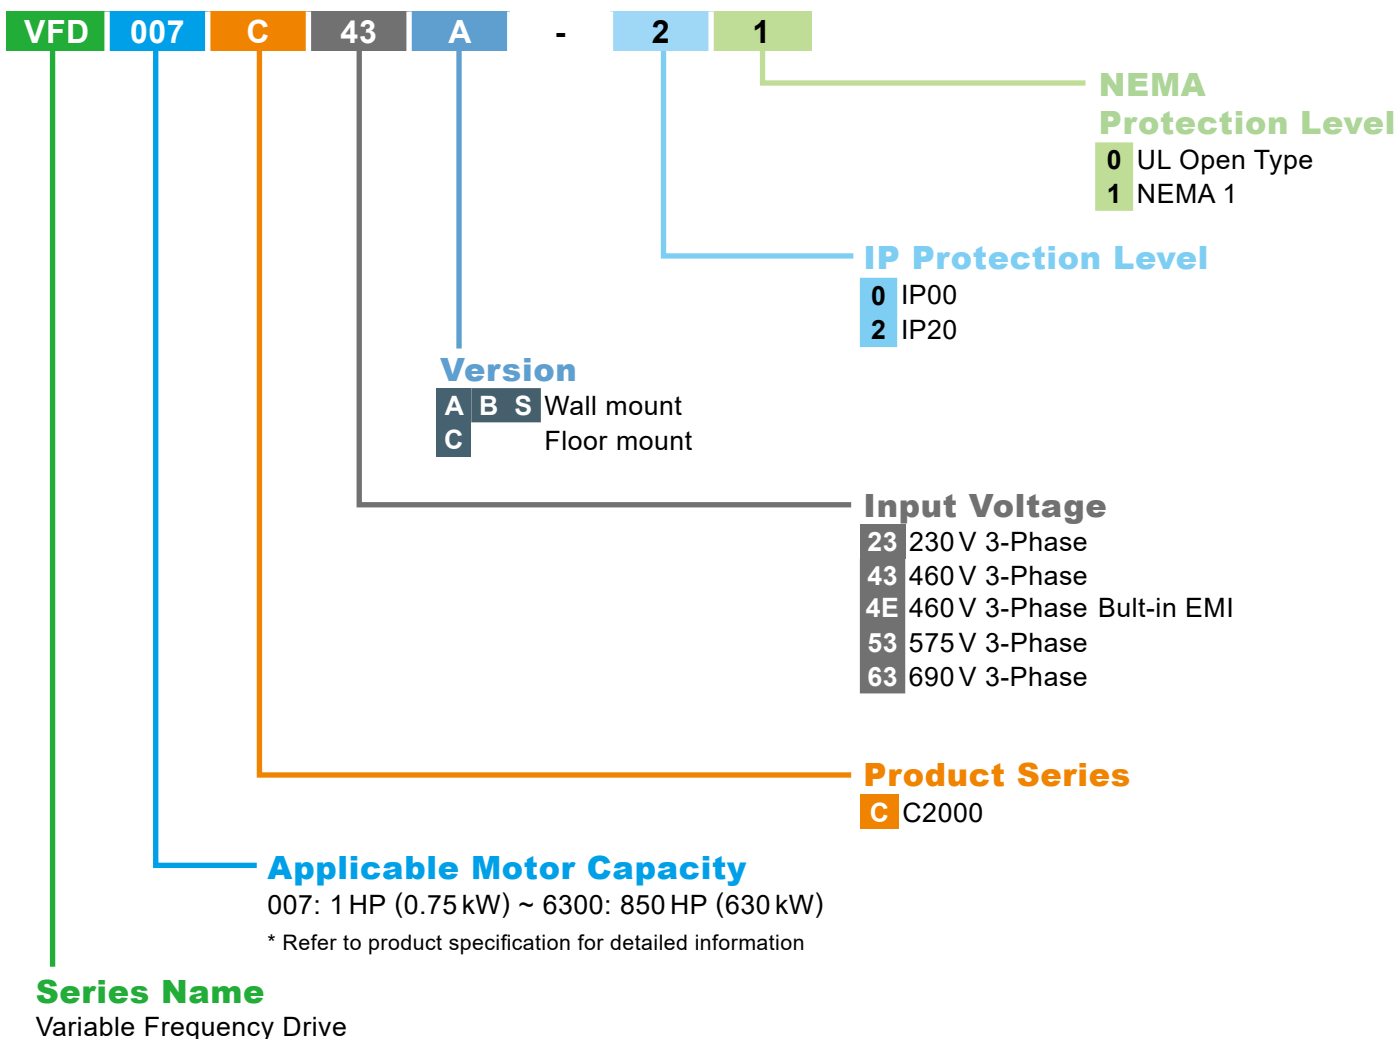 VFD 007 C 43 A - 2 1
NEMA
Protection Level
0 UL Open Type
1 NEMA 1
IP Protection Level
0 IP00
2 IP20
Version
A B S Wall mount
C Floor mount
Input Voltage
23 230 V 3-Phase
43 460 V 3-Phase
4E 460 V 3-Phase Bult-in EMI
53 575 V 3-Phase
63 690 V 3-Phase
Product Series
C C2000
Applicable Motor Capacity
007: 1 HP (0.75 kW) ~ 6300: 850 HP (630 kW)
* Refer to product specification for detailed information
Series Name
Variable Frequency Drive